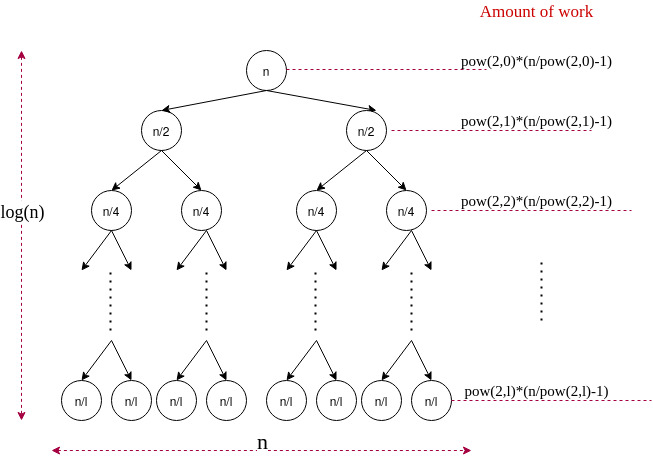 Amount of work
n
pow(2,0)*(n/pow(2,0)-1)
n/2 n/2
pow(2,1)*(n/pow(2,1)-1)
log(n)
n/4 n/4 n/4 n/4
pow(2,2)*(n/pow(2,2)-1)
n/l n/l n/l n/l n/l n/l n/l n/l
pow(2,l)*(n/pow(2,l)-1)
n